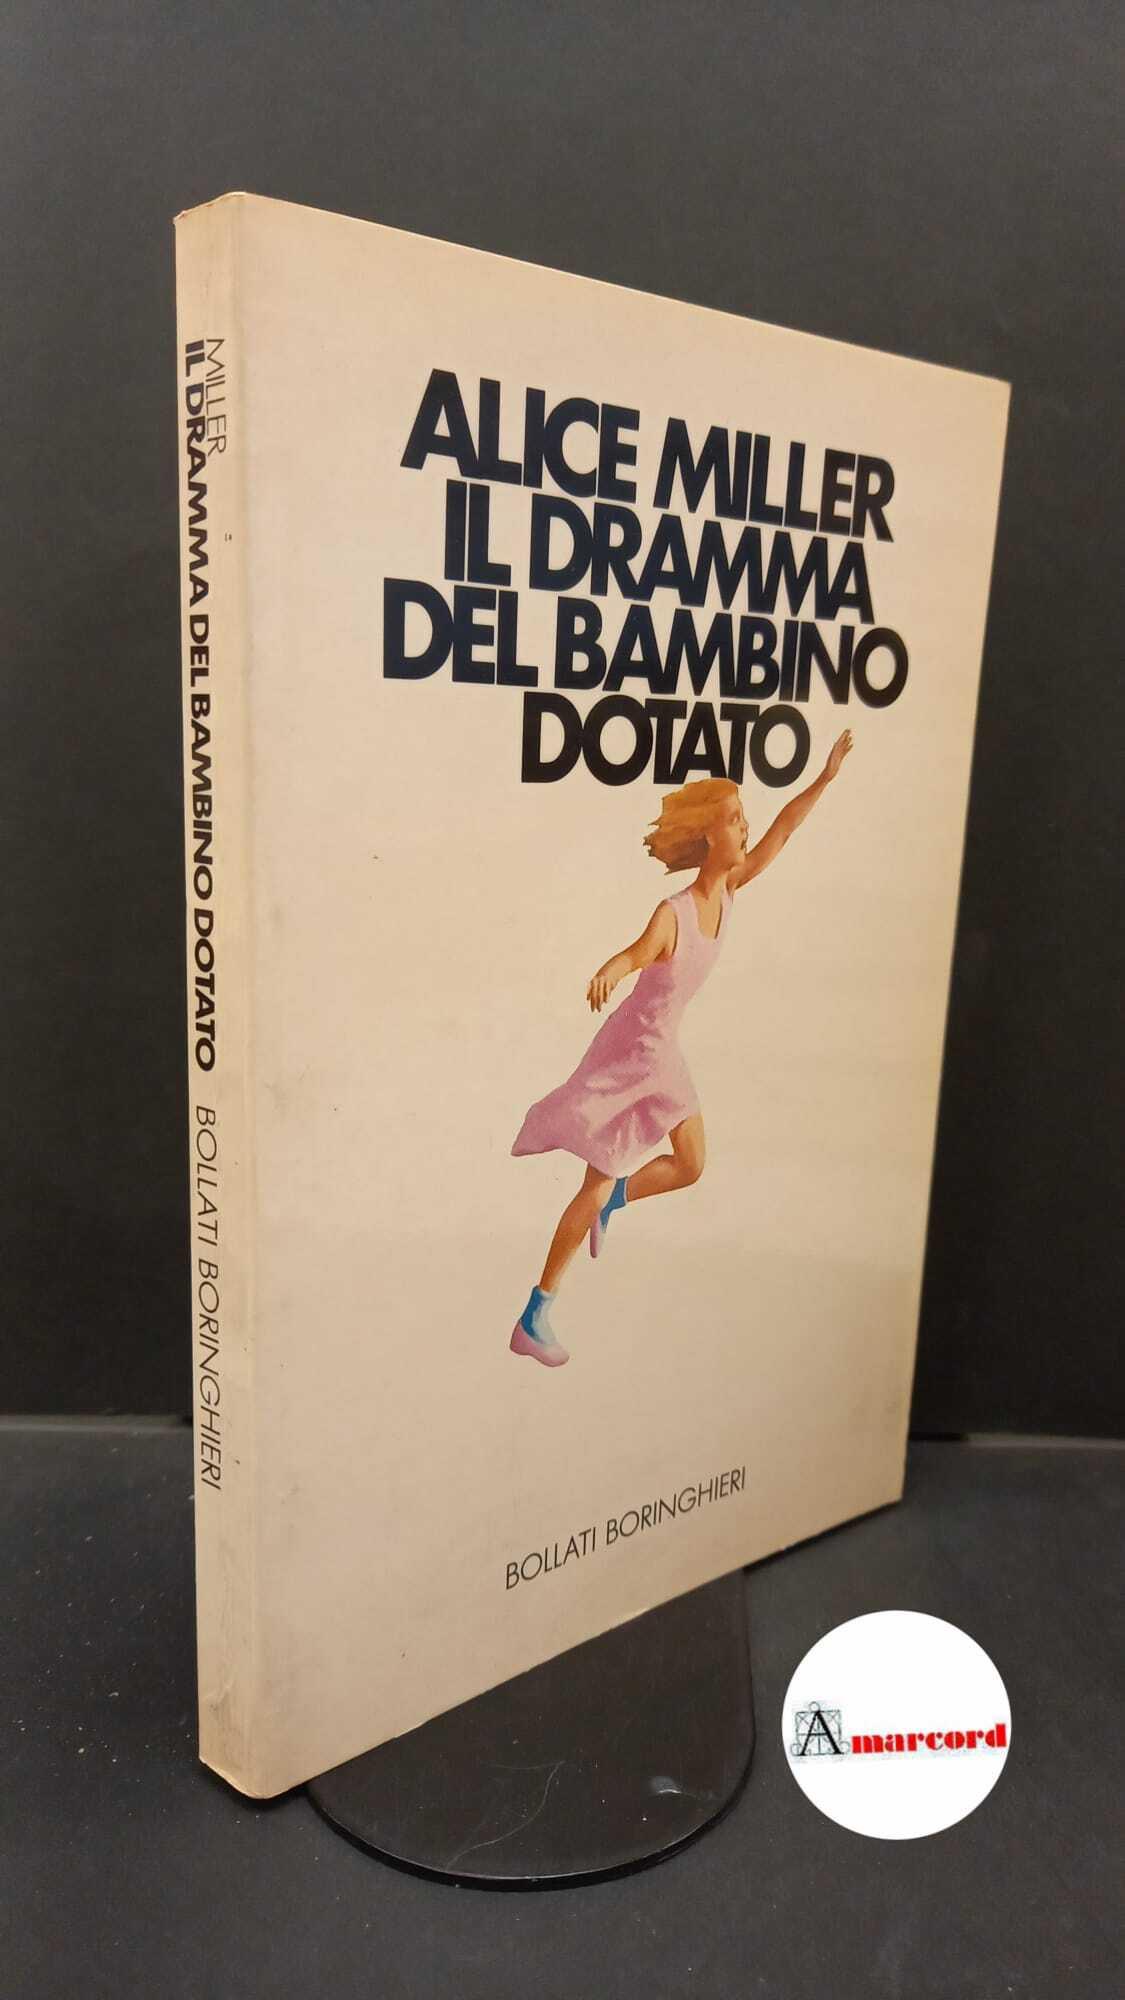 MILLER
IL DRAMMA DEL BAMBINO DOTATO BOLLATI BORINGHIERI
ALICE MILLER
IL DRAMMA
DEL BAMBINO
DOTATO
BOLLATI BORINGHIERI
Amarcord